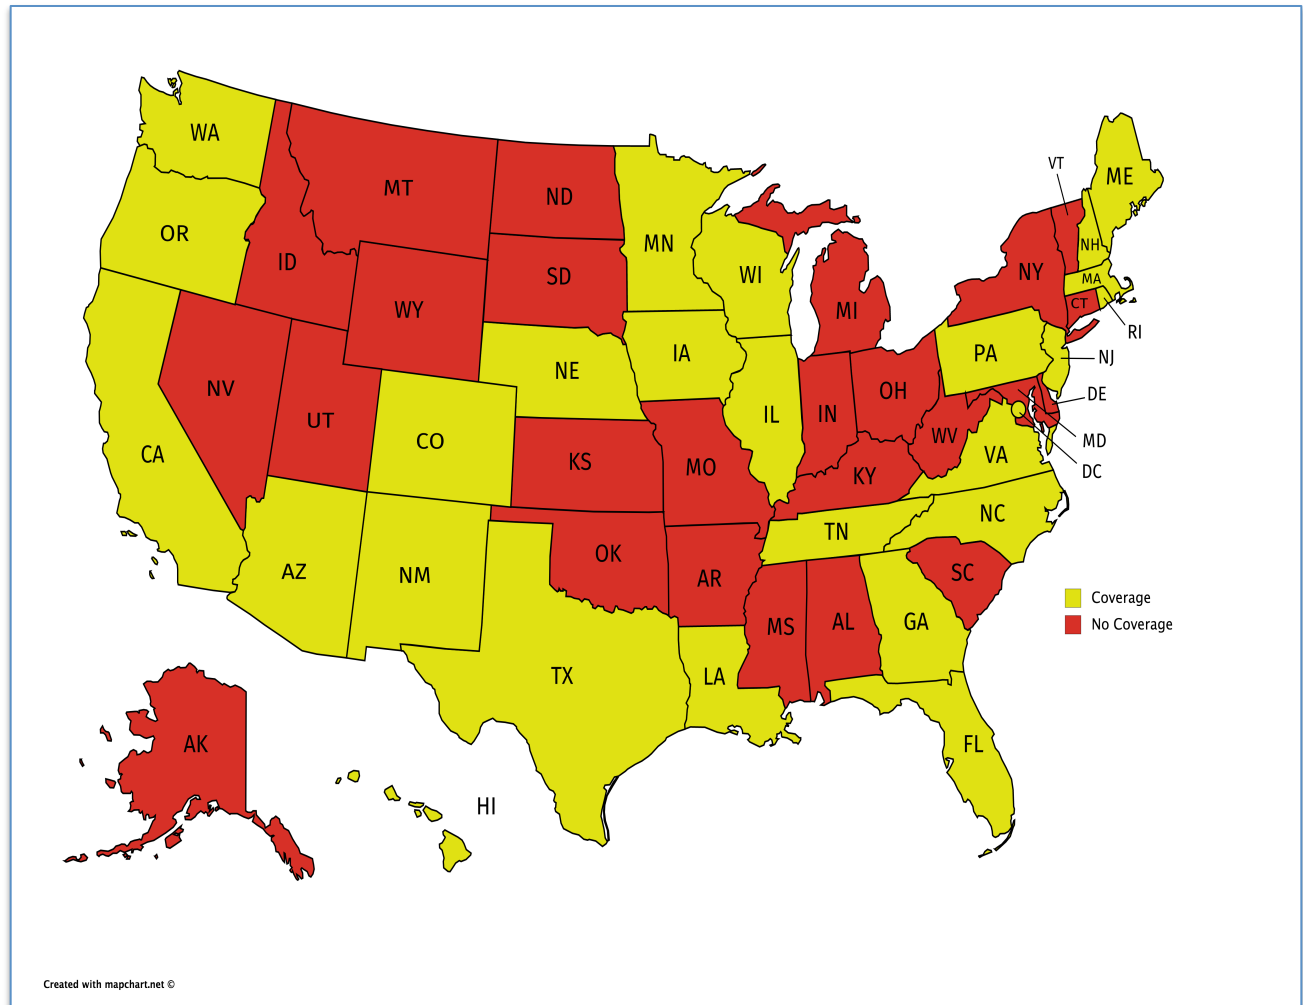 WA
VT
ME
MT
ND
OR
MN
NH
NY
ID
WI
SD
MA
CT
WY
MI
RI
IA
PA
NJ
NE
NV
OH
DE
UT
IL
IN
CO
WV
MD
CA
KS
MO
VA
DC
KY
NC
TN
OK
AZ
NM
AR
SC
Coverage
MS
AL
GA
No Coverage
TX
LA
AK
FL
HI
Created with mapchart.net ©